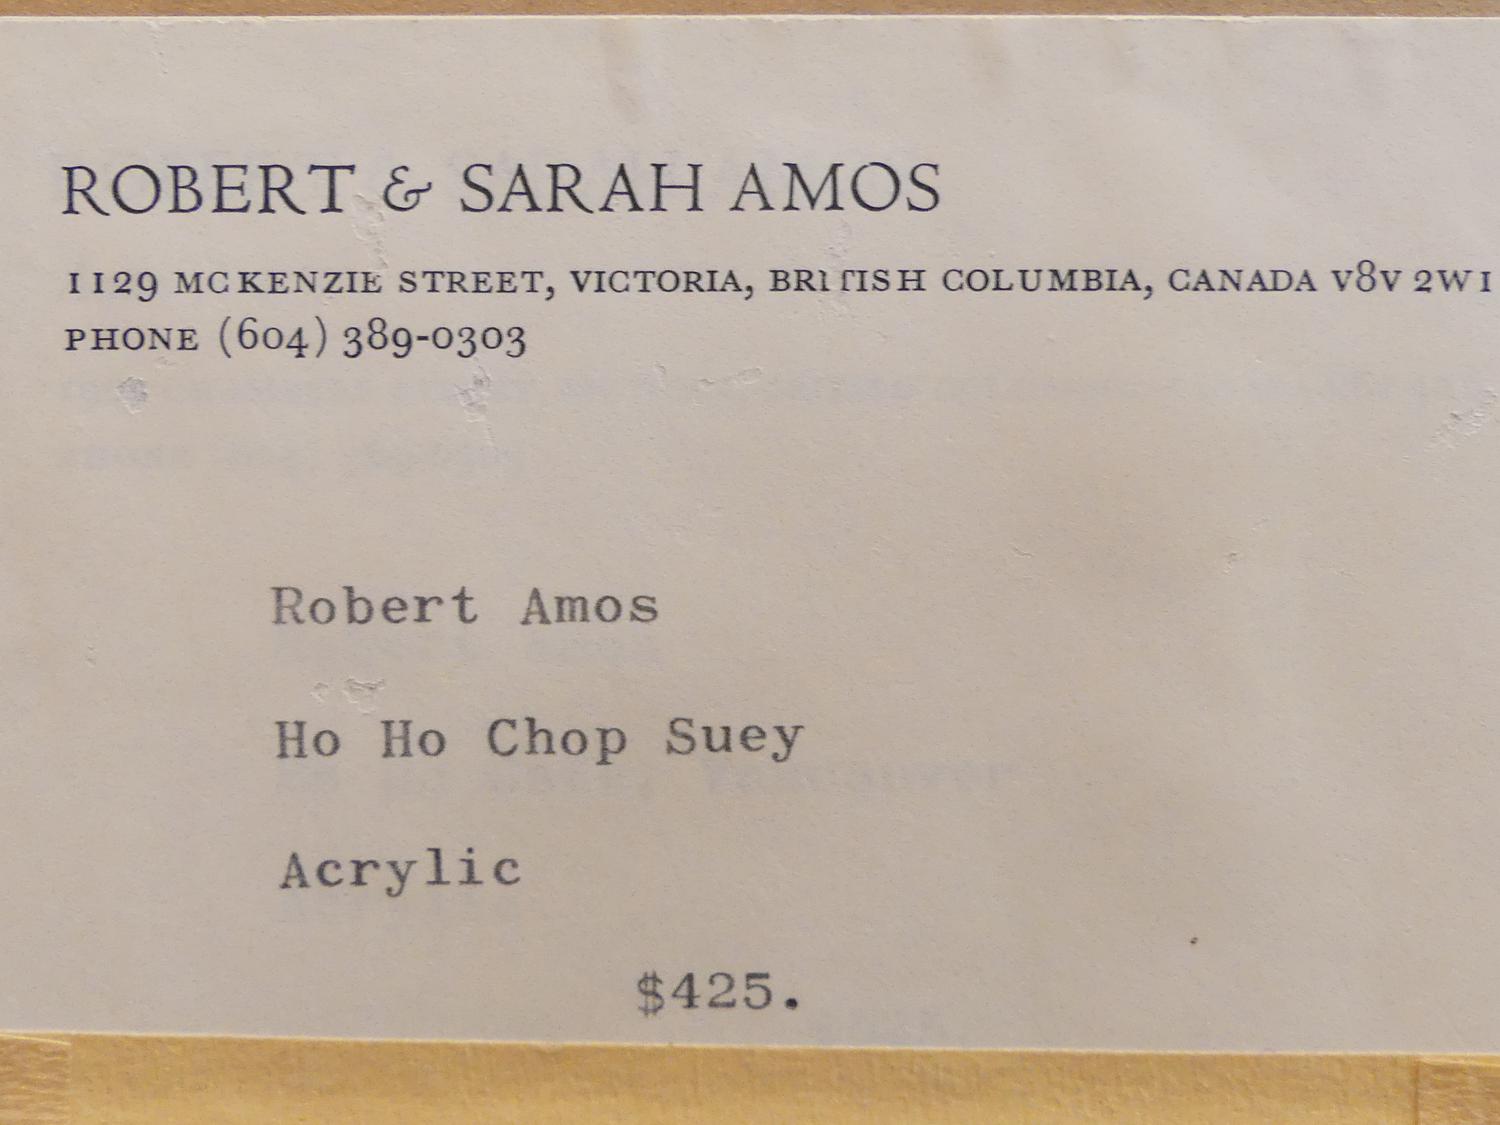 ROBERT & SARAH AMOS
1129 MCKENZIE STREET, VICTORIA, BRITISH COLUMBIA, CANADA V8V 2W1
PHONE (604) 389-0303
Robert Amos
Ho Ho Chop Suey
Acrylic
$425.